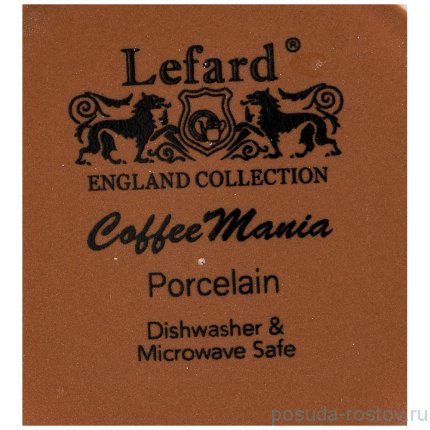 Lefard ®
ENGLAND COLLECTION
Coffee Mania
Porcelain
Dishwasher &
Microwave Safe
posuda-rostov.ru